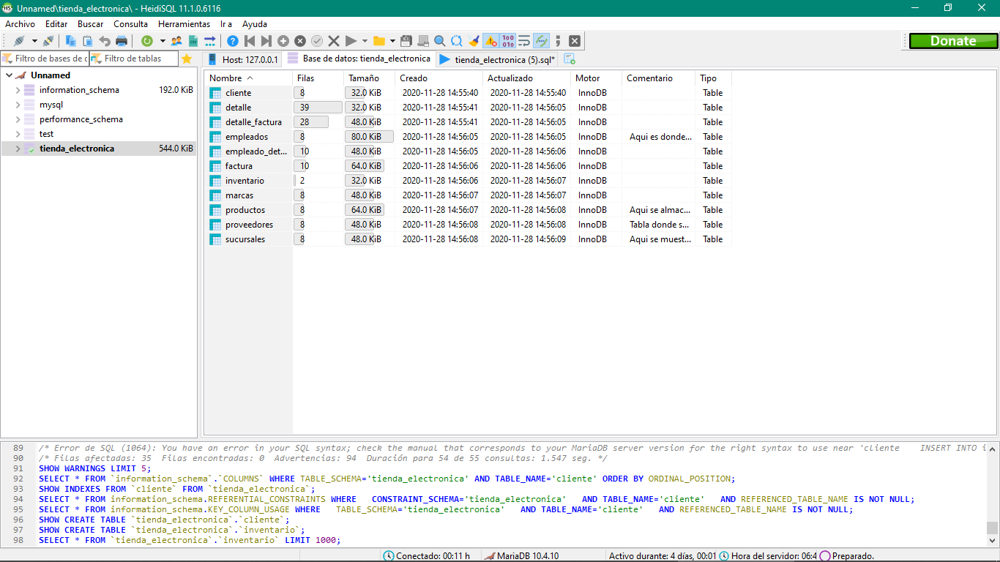 Unnamed\tienda_electronica\ - HeidiSQL 11.1.0.6116
Archivo Editar Buscar Consulta Herramientas Ir a Ayuda
Donate
Filtro de bases de d Filtro de tablas
Host: 127.0.0.1 Base de datos: tienda_electronica tienda_electronica (5).sql*
Unnamed
information_schema 192.0 KiB
mysql
performance_schema
test
tienda_electronica 544.0 KiB
Nombre Filas Tamaño Creado Actualizado Motor Comentario Tipo
cliente 8 32.0 KiB 2020-11-28 14:55:40 2020-11-28 14:55:40 InnoDB Table
detalle 39 32.0 KiB 2020-11-28 14:55:41 2020-11-28 14:56:05 InnoDB Table
detalle_factura 28 48.0 KiB 2020-11-28 14:55:41 2020-11-28 14:56:05 InnoDB Table
empleados 8 80.0 KiB 2020-11-28 14:56:05 2020-11-28 14:56:05 InnoDB Aqui es donde... Table
empleado_det... 10 48.0 KiB 2020-11-28 14:56:05 2020-11-28 14:56:06 InnoDB Table
factura 10 64.0 KiB 2020-11-28 14:56:06 2020-11-28 14:56:06 InnoDB Table
inventario 2 32.0 KiB 2020-11-28 14:56:06 2020-11-28 14:56:07 InnoDB Table
marcas 8 48.0 KiB 2020-11-28 14:56:07 2020-11-28 14:56:07 InnoDB Table
productos 8 64.0 KiB 2020-11-28 14:56:07 2020-11-28 14:56:08 InnoDB Aqui se almac... Table
proveedores 8 48.0 KiB 2020-11-28 14:56:08 2020-11-28 14:56:08 InnoDB Tabla donde s... Table
sucursales 8 48.0 KiB 2020-11-28 14:56:08 2020-11-28 14:56:09 InnoDB Aqui se muest... Table
89 /* Error de SQL (1064): You have an error in your SQL syntax; check the manual that corresponds to your MariaDB server version for the right syntax to use near 'cliente INSERT INTO i
90 /* Filas afectadas: 35 Filas encontradas: 0 Advertencias: 94 Duración para 54 de 55 consultas: 1.547 seg. */
91 SHOW WARNINGS LIMIT 5;
92 SELECT * FROM `information_schema`.`COLUMNS` WHERE TABLE_SCHEMA='tienda_electronica' AND TABLE_NAME='cliente' ORDER BY ORDINAL_POSITION;
93 SHOW INDEXES FROM `cliente` FROM `tienda_electronica`;
94 SELECT * FROM information_schema.REFERENTIAL_CONSTRAINTS WHERE CONSTRAINT_SCHEMA='tienda_electronica' AND TABLE_NAME='cliente' AND REFERENCED_TABLE_NAME IS NOT NULL;
95 SELECT * FROM information_schema.KEY_COLUMN_USAGE WHERE TABLE_SCHEMA='tienda_electronica' AND TABLE_NAME='cliente' AND REFERENCED_TABLE_NAME IS NOT NULL;
96 SHOW CREATE TABLE `tienda_electronica`.`cliente`;
97 SHOW CREATE TABLE `tienda_electronica`.`inventario`;
98 SELECT * FROM `tienda_electronica`.`inventario` LIMIT 1000;
Conectado: 00:11 h MariaDB 10.4.10 Activo durante: 4 días, 00:01 Hora del servidor: 06:4 Preparado.